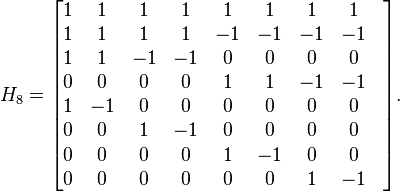 1 1 1 1 1 1 1 1
1 1 1 1 −1 −1 −1 −1
1 1 −1 −1 0 0 0 0
0 0 0 0 1 1 −1 −1
H₈ = 1 −1 0 0 0 0 0 0 .
0 0 1 −1 0 0 0 0
0 0 0 0 1 −1 0 0
0 0 0 0 0 0 1 −1